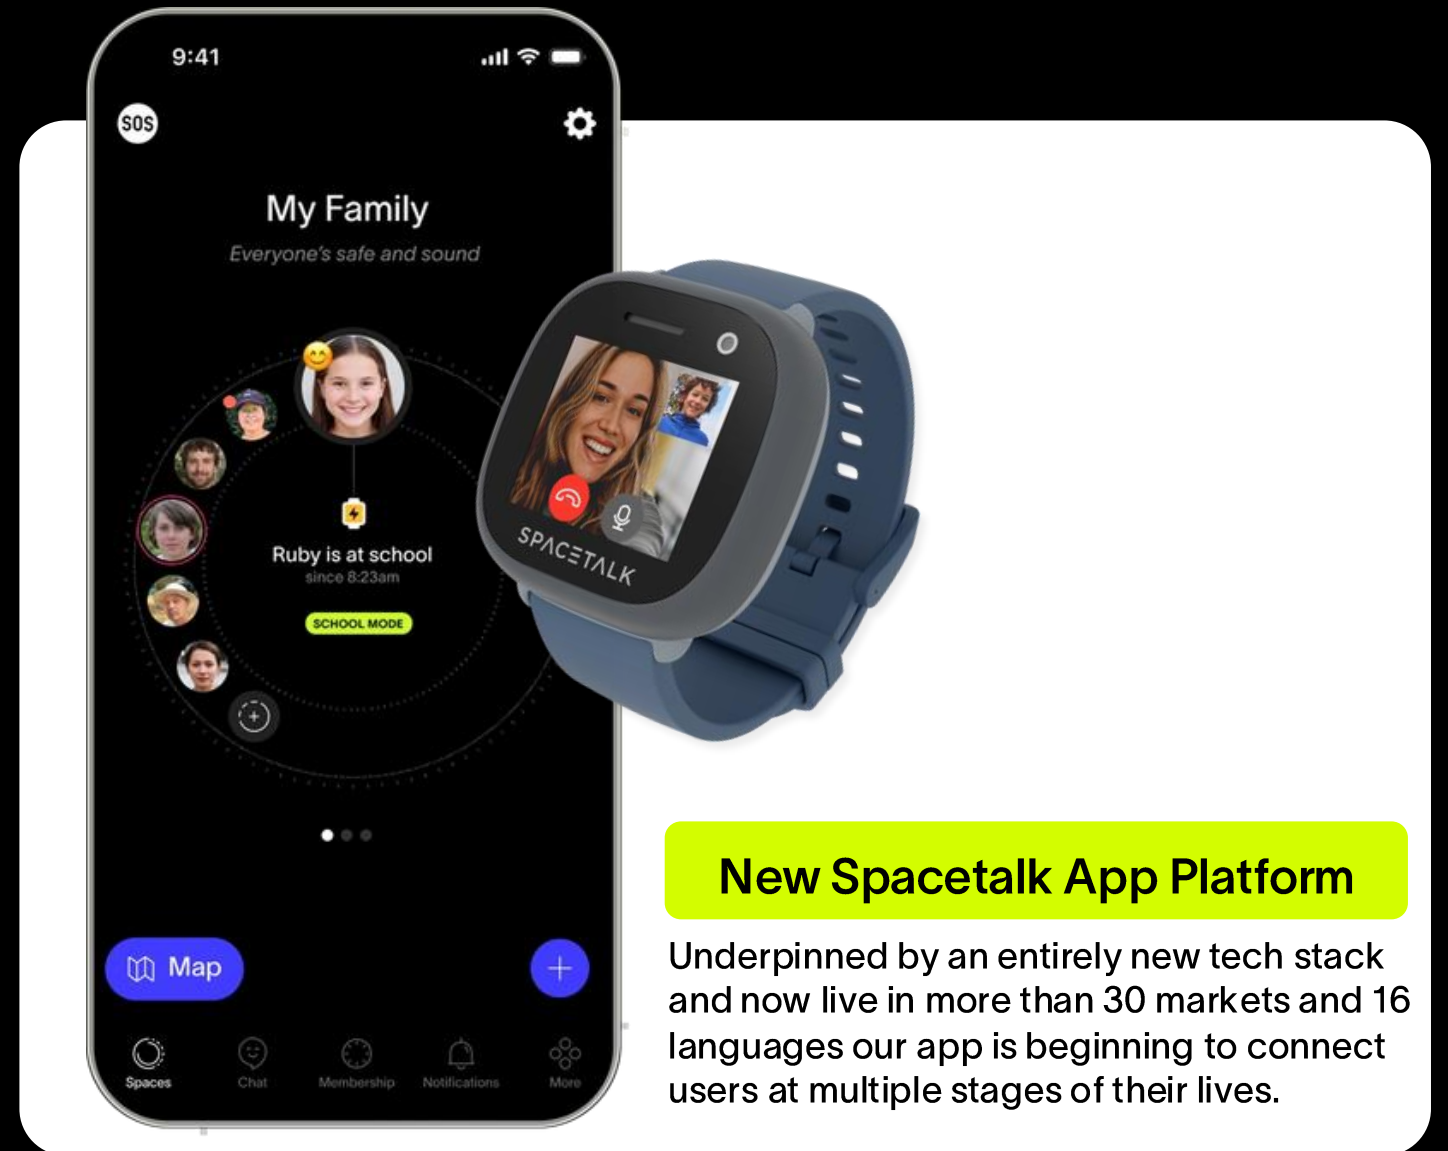 9:41
SOS
My Family
Everyone's safe and sound
Ruby is at school
since 8:23am
SCHOOL MODE
SPACETALK
Map
Spaces
Chat
Membership
Notifications
More
New Spacetalk App Platform
Underpinned by an entirely new tech stack
and now live in more than 30 markets and 16
languages our app is beginning to connect
users at multiple stages of their lives.